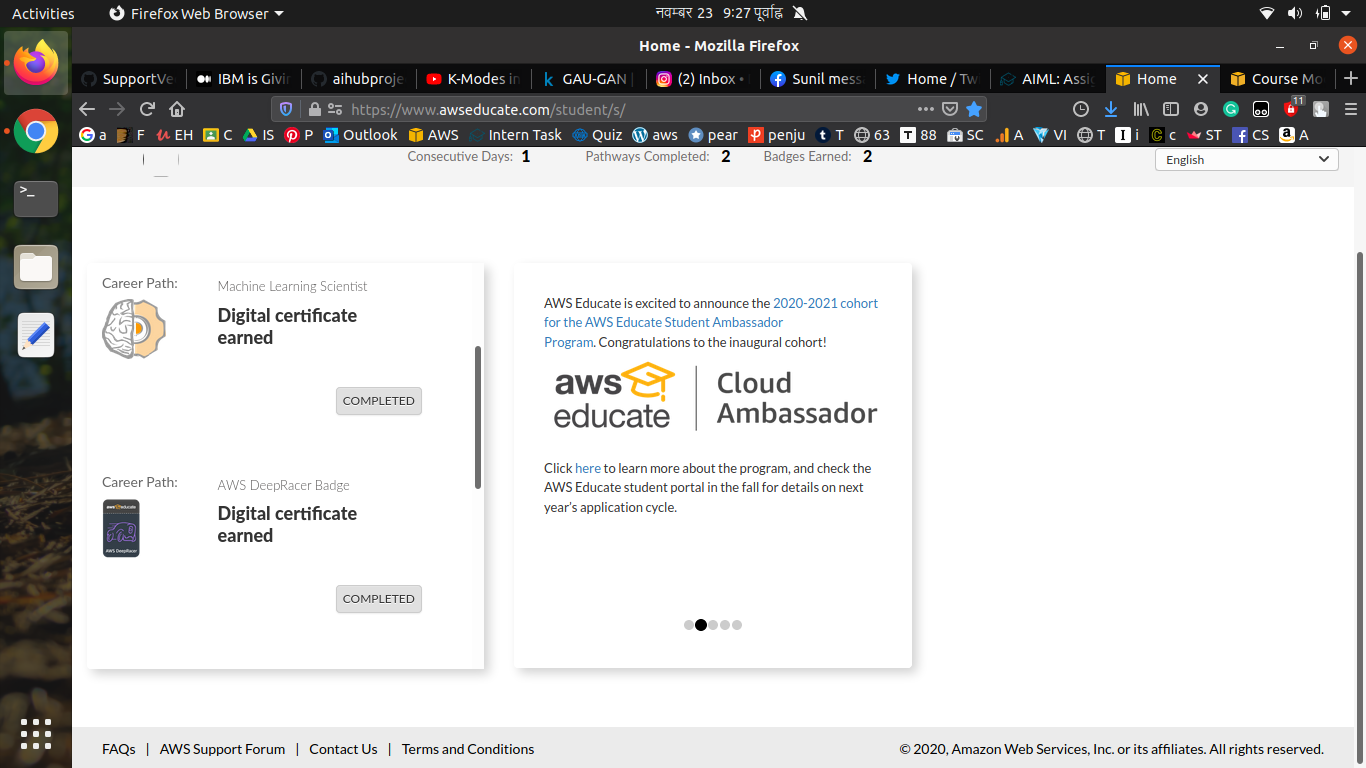 Activities Firefox Web Browser नवम्बर 23 9:27 पूर्वाह्न
Home - Mozilla Firefox
SupportVe IBM is Givin aihubproje K-Modes in GAU-GAN | (2) Inbox • Sunil mess Home / Tw AIML: Assig Home Course Mo
https://www.awseducate.com/student/s/ 11
a F EH C IS P Outlook AWS Intern Task Quiz aws pear penju T 63 88 SC A VI T i c ST CS A
Consecutive Days: 1 Pathways Completed: 2 Badges Earned: 2 English
Career Path: Machine Learning Scientist
Digital certificate
earned
COMPLETED
Career Path: AWS DeepRacer Badge
Digital certificate
earned
aws educate
AWS DeepRacer
COMPLETED
AWS Educate is excited to announce the 2020-2021 cohort
for the AWS Educate Student Ambassador
Program. Congratulations to the inaugural cohort!
aws educate | Cloud Ambassador
Click here to learn more about the program, and check the
AWS Educate student portal in the fall for details on next
year's application cycle.
FAQs | AWS Support Forum | Contact Us | Terms and Conditions © 2020, Amazon Web Services, Inc. or its affiliates. All rights reserved.